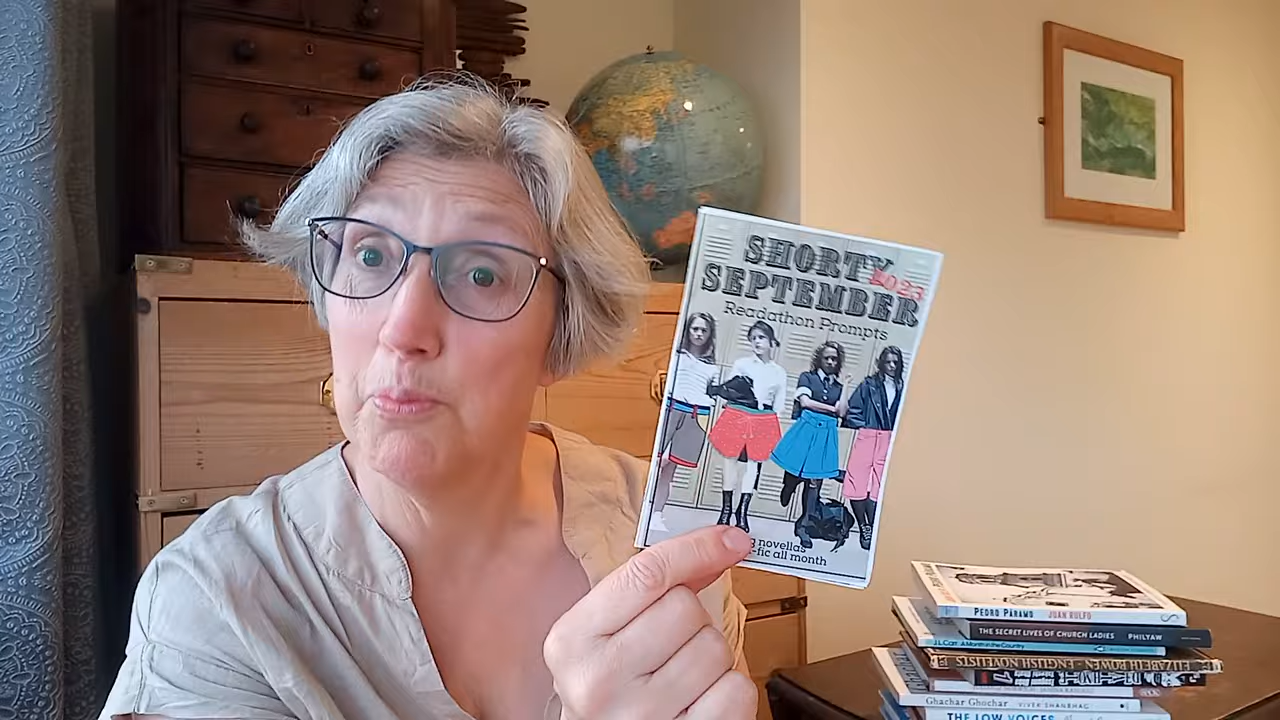 SHORTY
2023
SEPTEMBER
Readathon Prompts
novellas
-fic all month
PEDRO PÁRAMO JUAN RULFO
THE SECRET LIVES OF CHURCH LADIES PHILYAW
J.L. Carr A Month in the Country
ELIZABETH BOWEN - ENGLISH NOVELISTS
Ghachar Ghochar VIVEK SHANBHAG
THE LOW VOICES